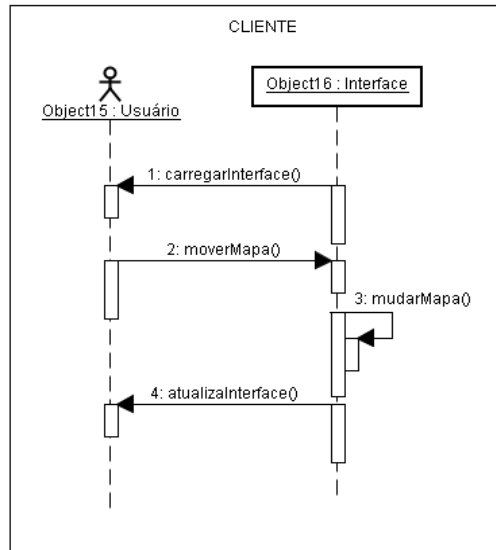 CLIENTE
Object15 : Usuário
Object16 : Interface
1: carregarInterface()
2: moverMapa()
3: mudarMapa()
4: atualizaInterface()